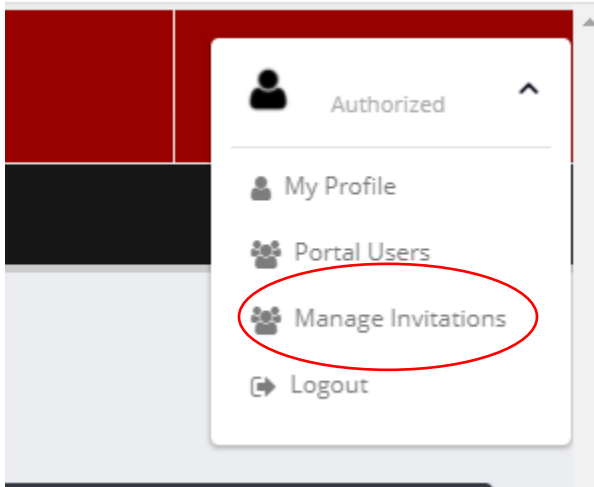 Authorized
My Profile
Portal Users
Manage Invitations
Logout